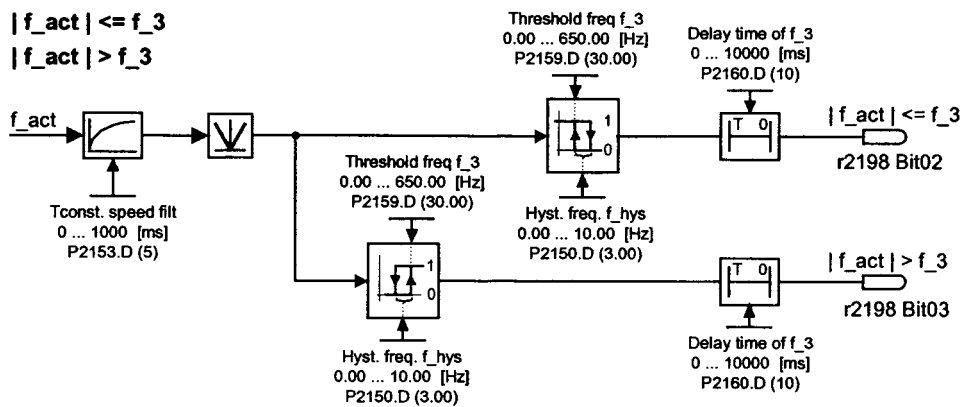 | f_act | <= f_3
| f_act | > f_3
Threshold freq f_3
0.00 ... 650.00 [Hz]
P2159.D (30.00)
Delay time of f_3
0 ... 10000 [ms]
P2160.D (10)
f_act
1
0
T 0
| f_act | <= f_3
r2198 Bit02
Threshold freq f_3
0.00 ... 650.00 [Hz]
P2159.D (30.00)
Tconst. speed filt
0 ... 1000 [ms]
P2153.D (5)
Hyst. freq. f_hys
0.00 ... 10.00 [Hz]
P2150.D (3.00)
1
0
T 0
| f_act | > f_3
r2198 Bit03
Hyst. freq. f_hys
0.00 ... 10.00 [Hz]
P2150.D (3.00)
Delay time of f_3
0 ... 10000 [ms]
P2160.D (10)